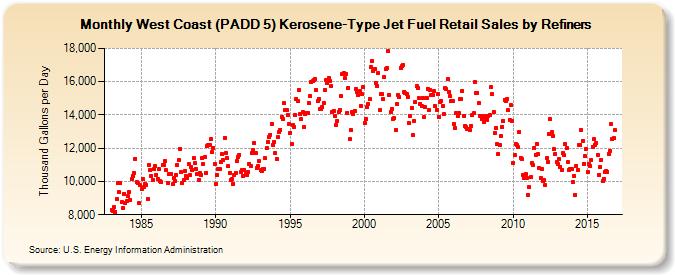 Monthly West Coast (PADD 5) Kerosene-Type Jet Fuel Retail Sales by Refiners
Thousand Gallons per Day
18,000
16,000
14,000
12,000
10,000
8,000
1985 1990 1995 2000 2005 2010 2015
Source: U.S. Energy Information Administration